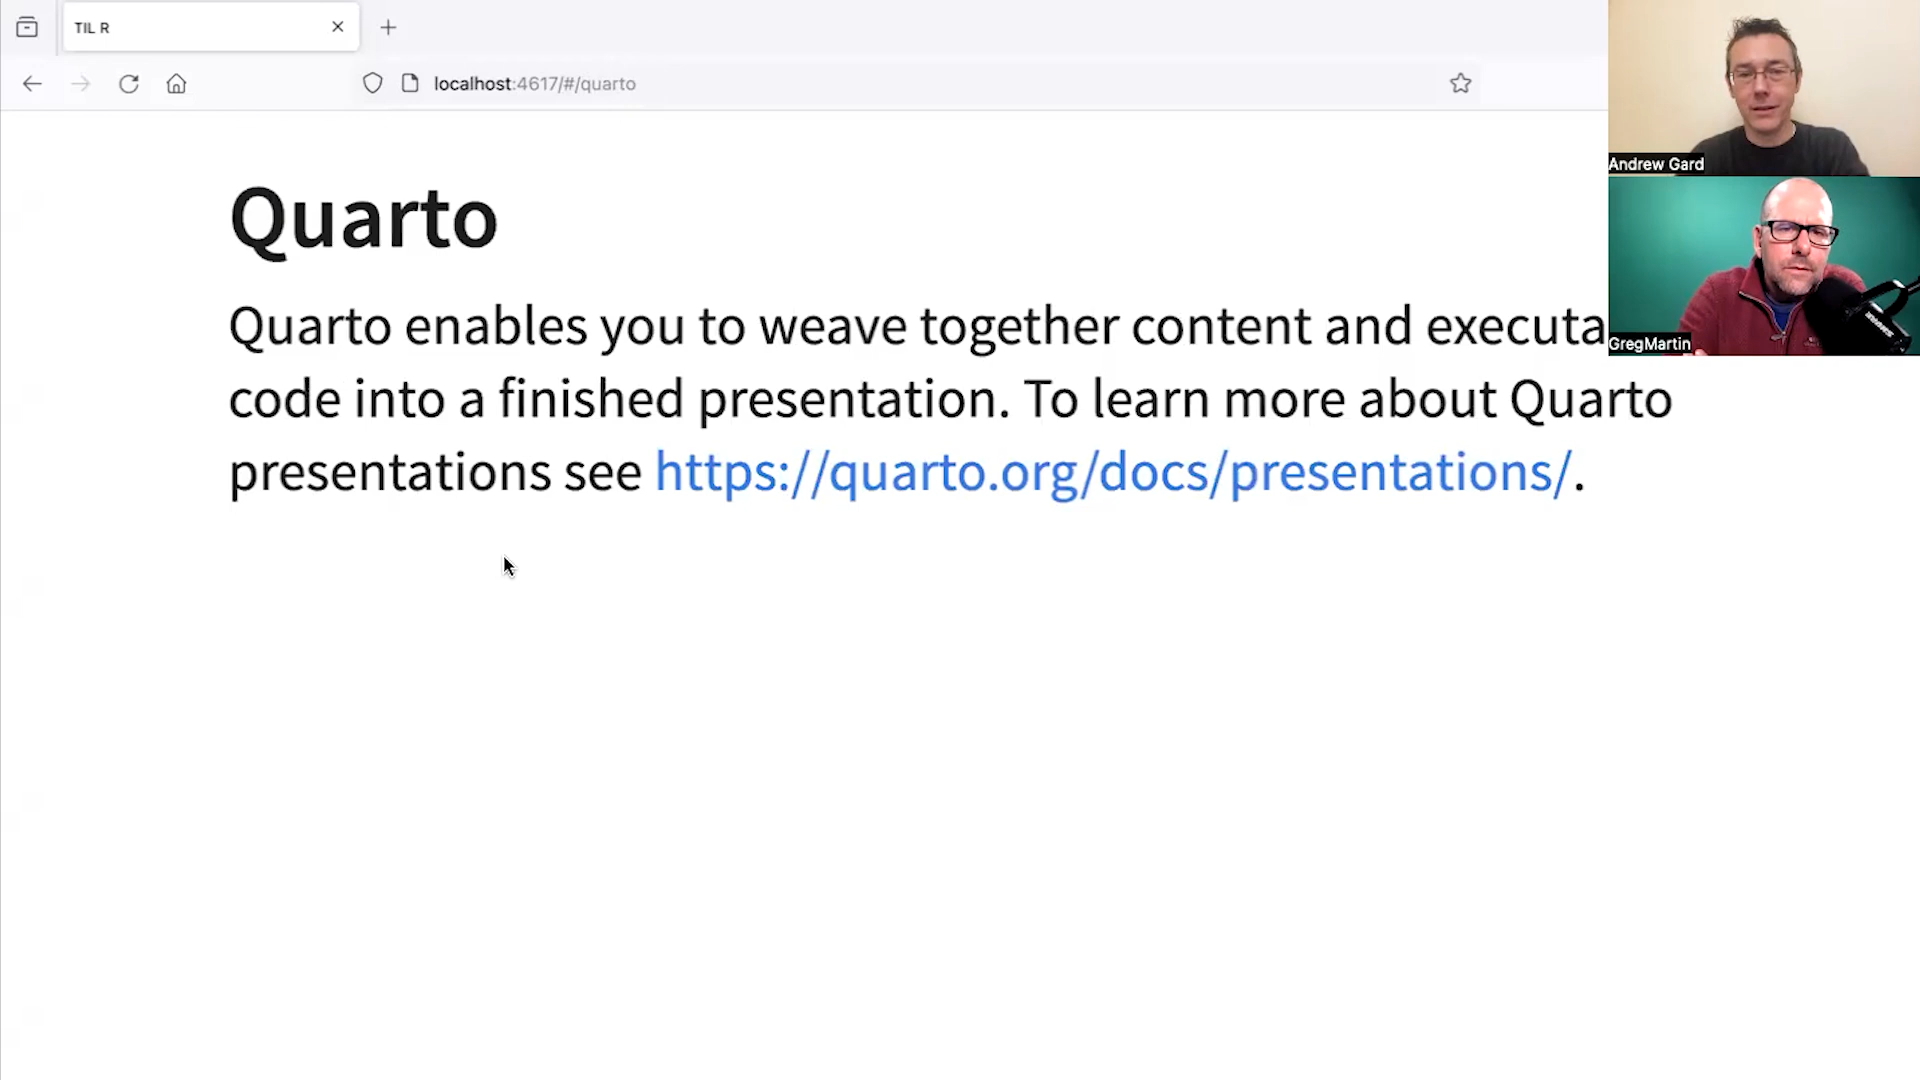 TIL R
localhost:4617/#/quarto
Andrew Gard
GregMartin
Quarto
Quarto enables you to weave together content and executa
code into a finished presentation. To learn more about Quarto
presentations see https://quarto.org/docs/presentations/.